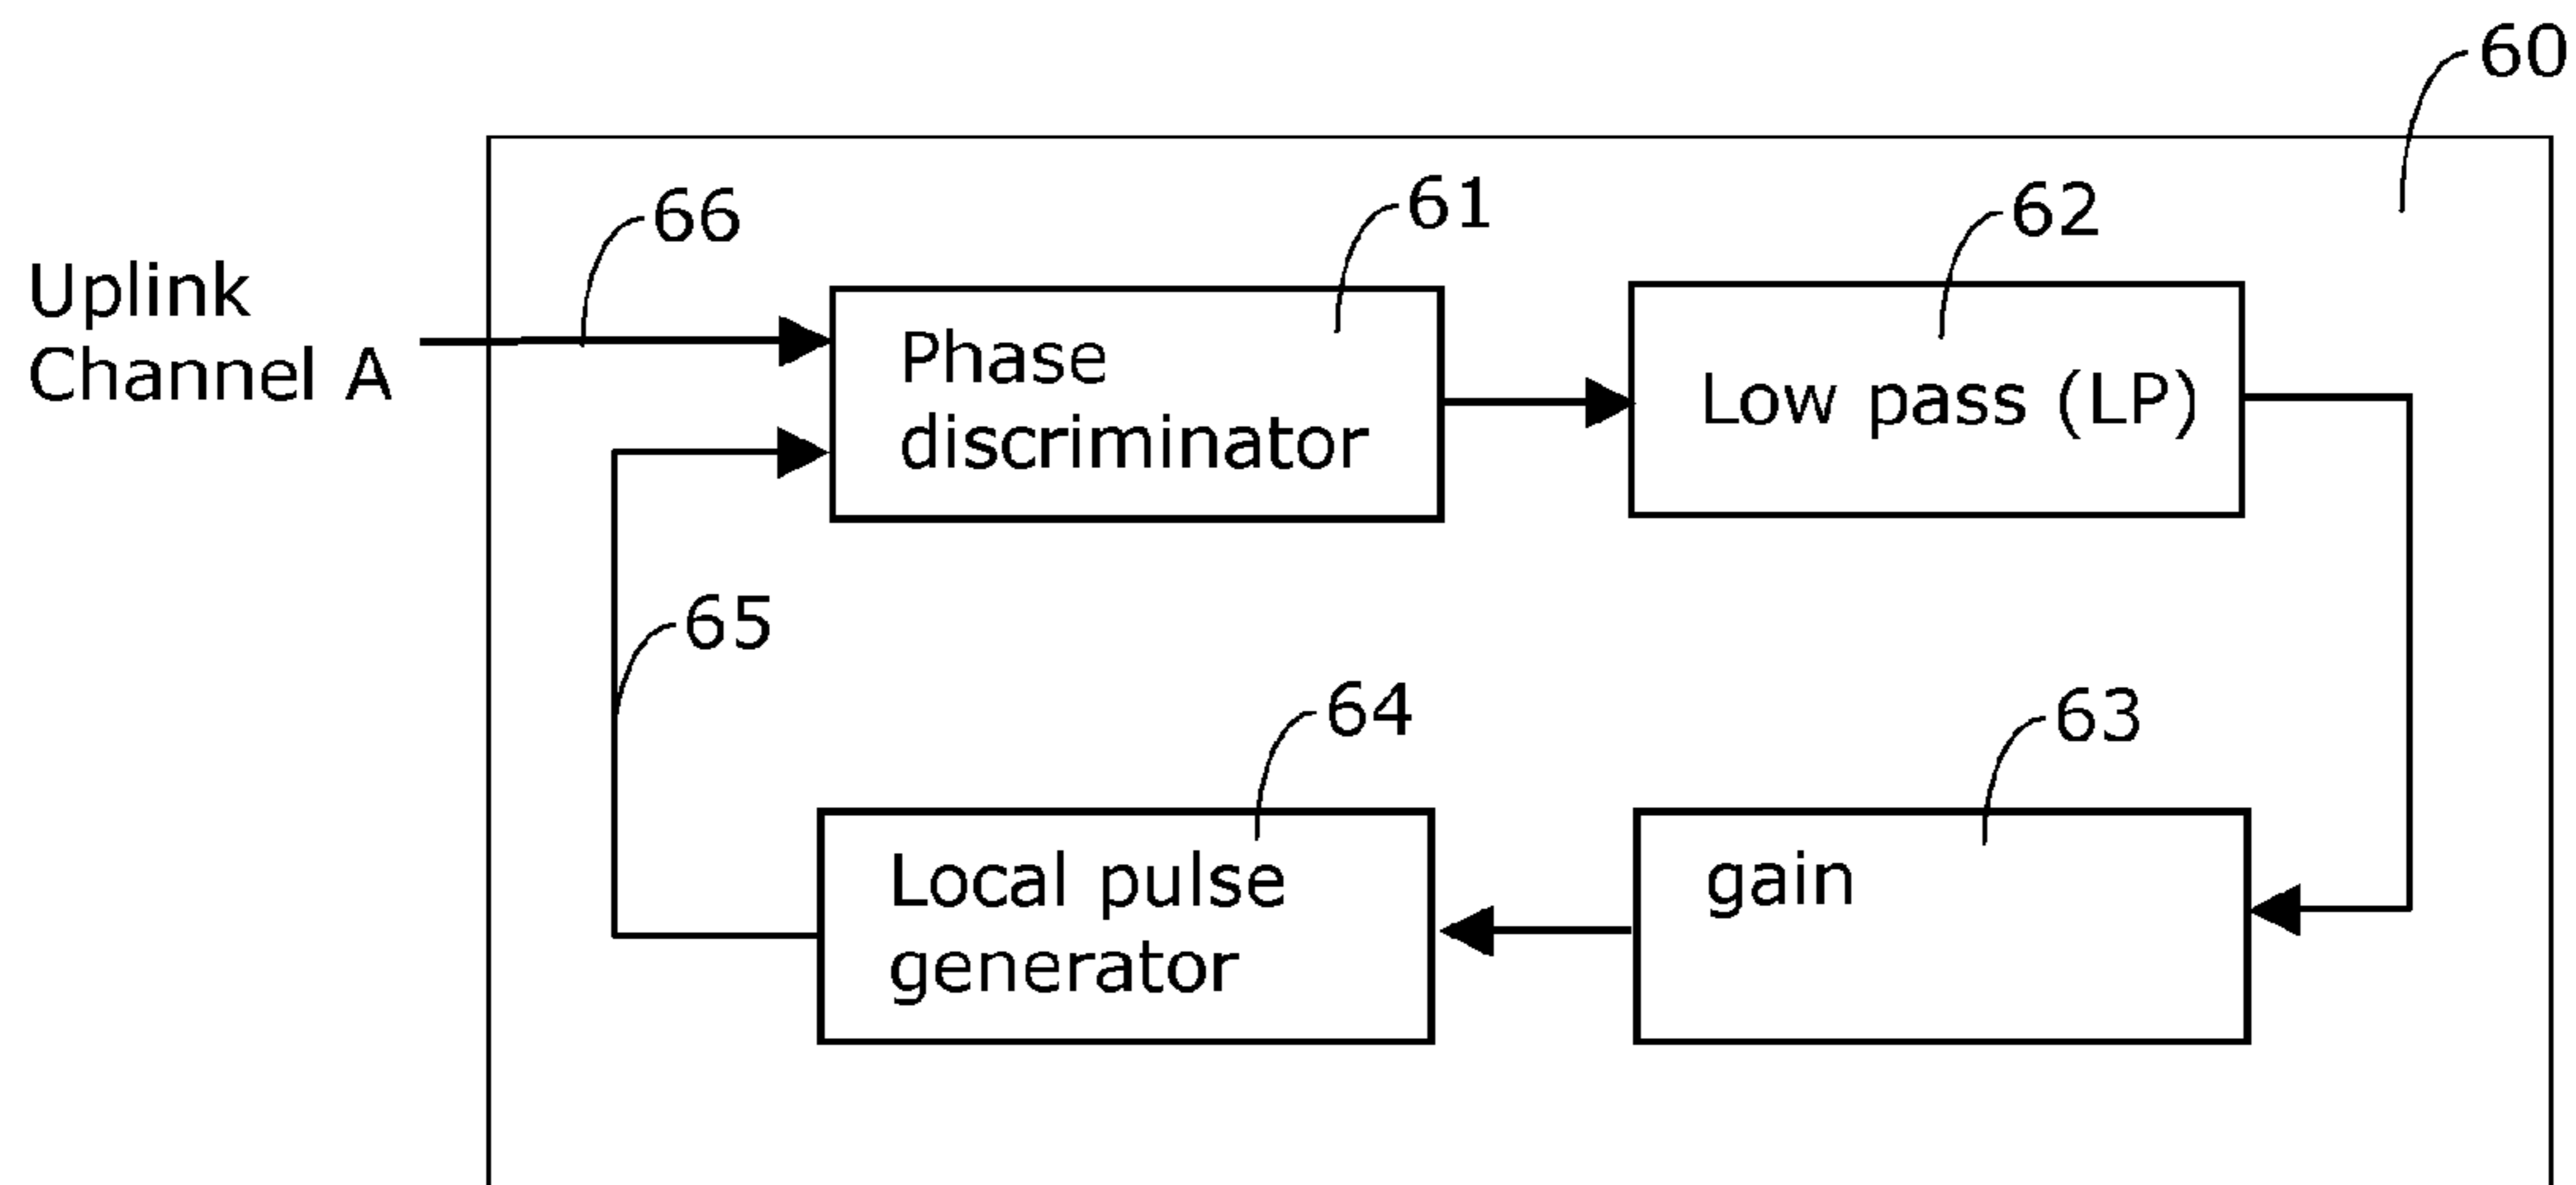 60
66
61
62
Uplink
Channel A
Phase
discriminator
Low pass (LP)
65
64
63
Local pulse
generator
gain